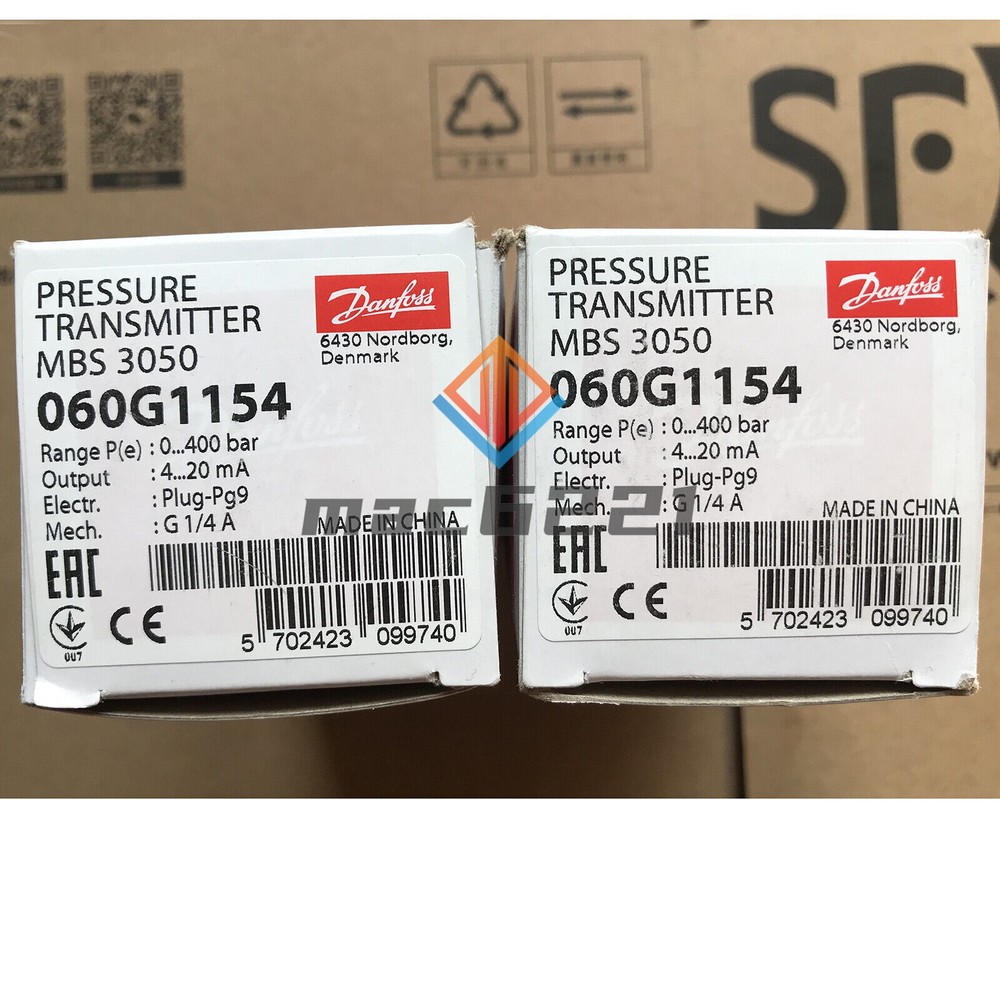 PRESSURE
TRANSMITTER
MBS 3050
060G1154
Danfoss
6430 Nordborg,
Denmark
Range P(e) : 0...400 bar
Output : 4...20 mA
Electr. : Plug-Pg9
Mech. : G 1/4 A
MADE IN CHINA
EAC
CE
007
5 702423 099740
PRESSURE
TRANSMITTER
MBS 3050
060G1154
Danfoss
6430 Nordborg,
Denmark
Range P(e) : 0...400 bar
Output : 4...20 mA
Electr. : Plug-Pg9
Mech. : G 1/4 A
MADE IN CHINA
EAC
CE
007
5 702423 099740
mac6221